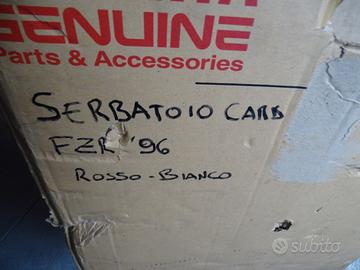 GENUINE
Parts & Accessories
SERBATOIO CARB
FZR '96
ROSSO-BIANCO
subito